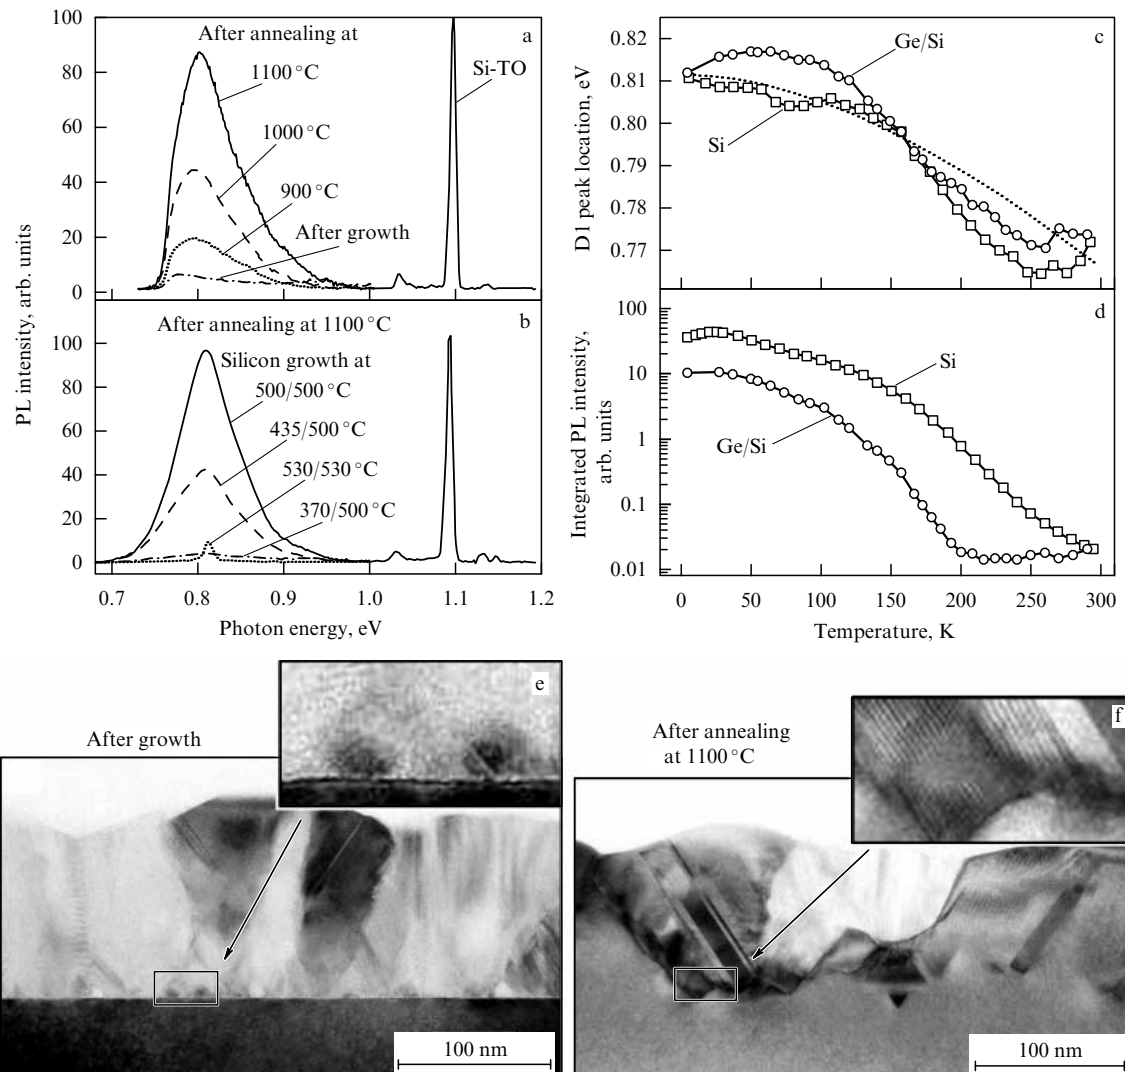 a
PL intensity, arb. units
100
80
60
40
20
0
After annealing at
1100 °C
1000 °C
900 °C
After growth
Si-TO
b
100
80
60
40
20
0
After annealing at 1100 °C
Silicon growth at
500/500 °C
435/500 °C
530/530 °C
370/500 °C
0.7 0.8 0.9 1.0 1.1 1.2
Photon energy, eV
c
D1 peak location, eV
0.82
0.81
0.80
0.79
0.78
0.77
Ge/Si
Si
d
Integrated PL intensity,
arb. units
100
10
1
0.1
0.01
Si
Ge/Si
0 50 100 150 200 250 300
Temperature, K
e
After growth
100 nm
f
After annealing
at 1100 °C
100 nm